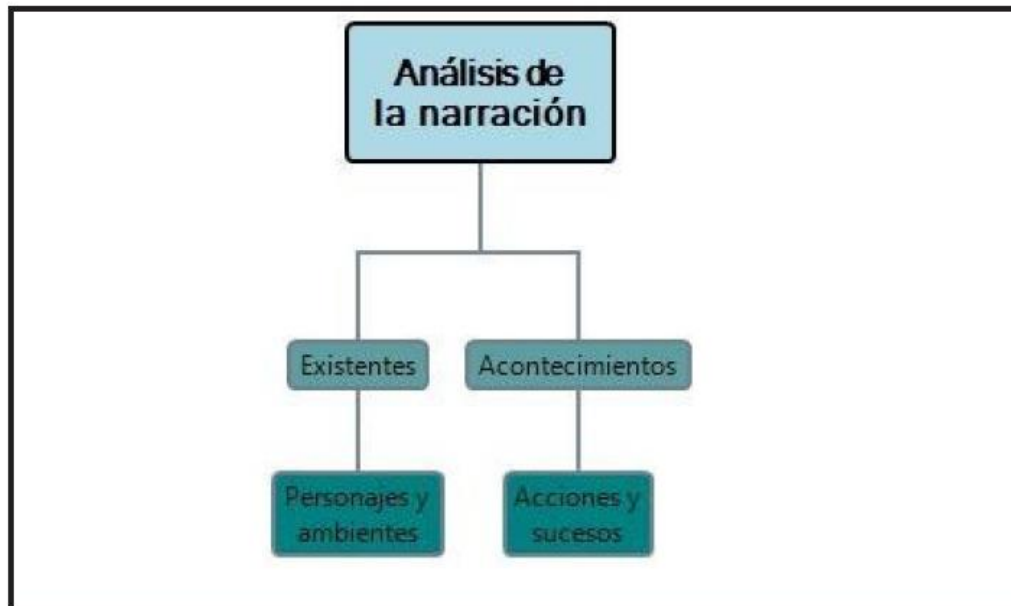 Análisis de
la narración
Existentes
Acontecimientos
Personajes y
ambientes
Acciones y
sucesos